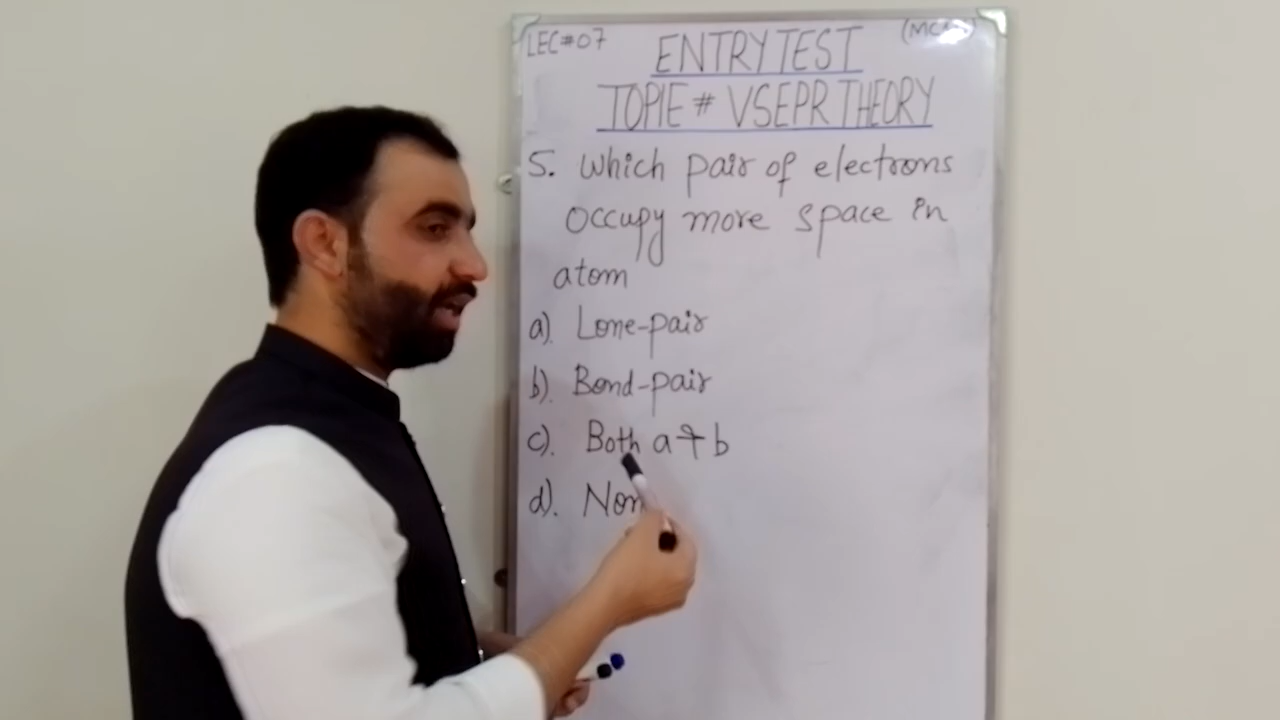 LEC#07
ENTRY TEST
TOPIE # VSEPR THEORY
5. Which pair of electrons
occupy more space in
atom
a). Lone-pair
b). Bond-pair
c). Both a & b
d). Non